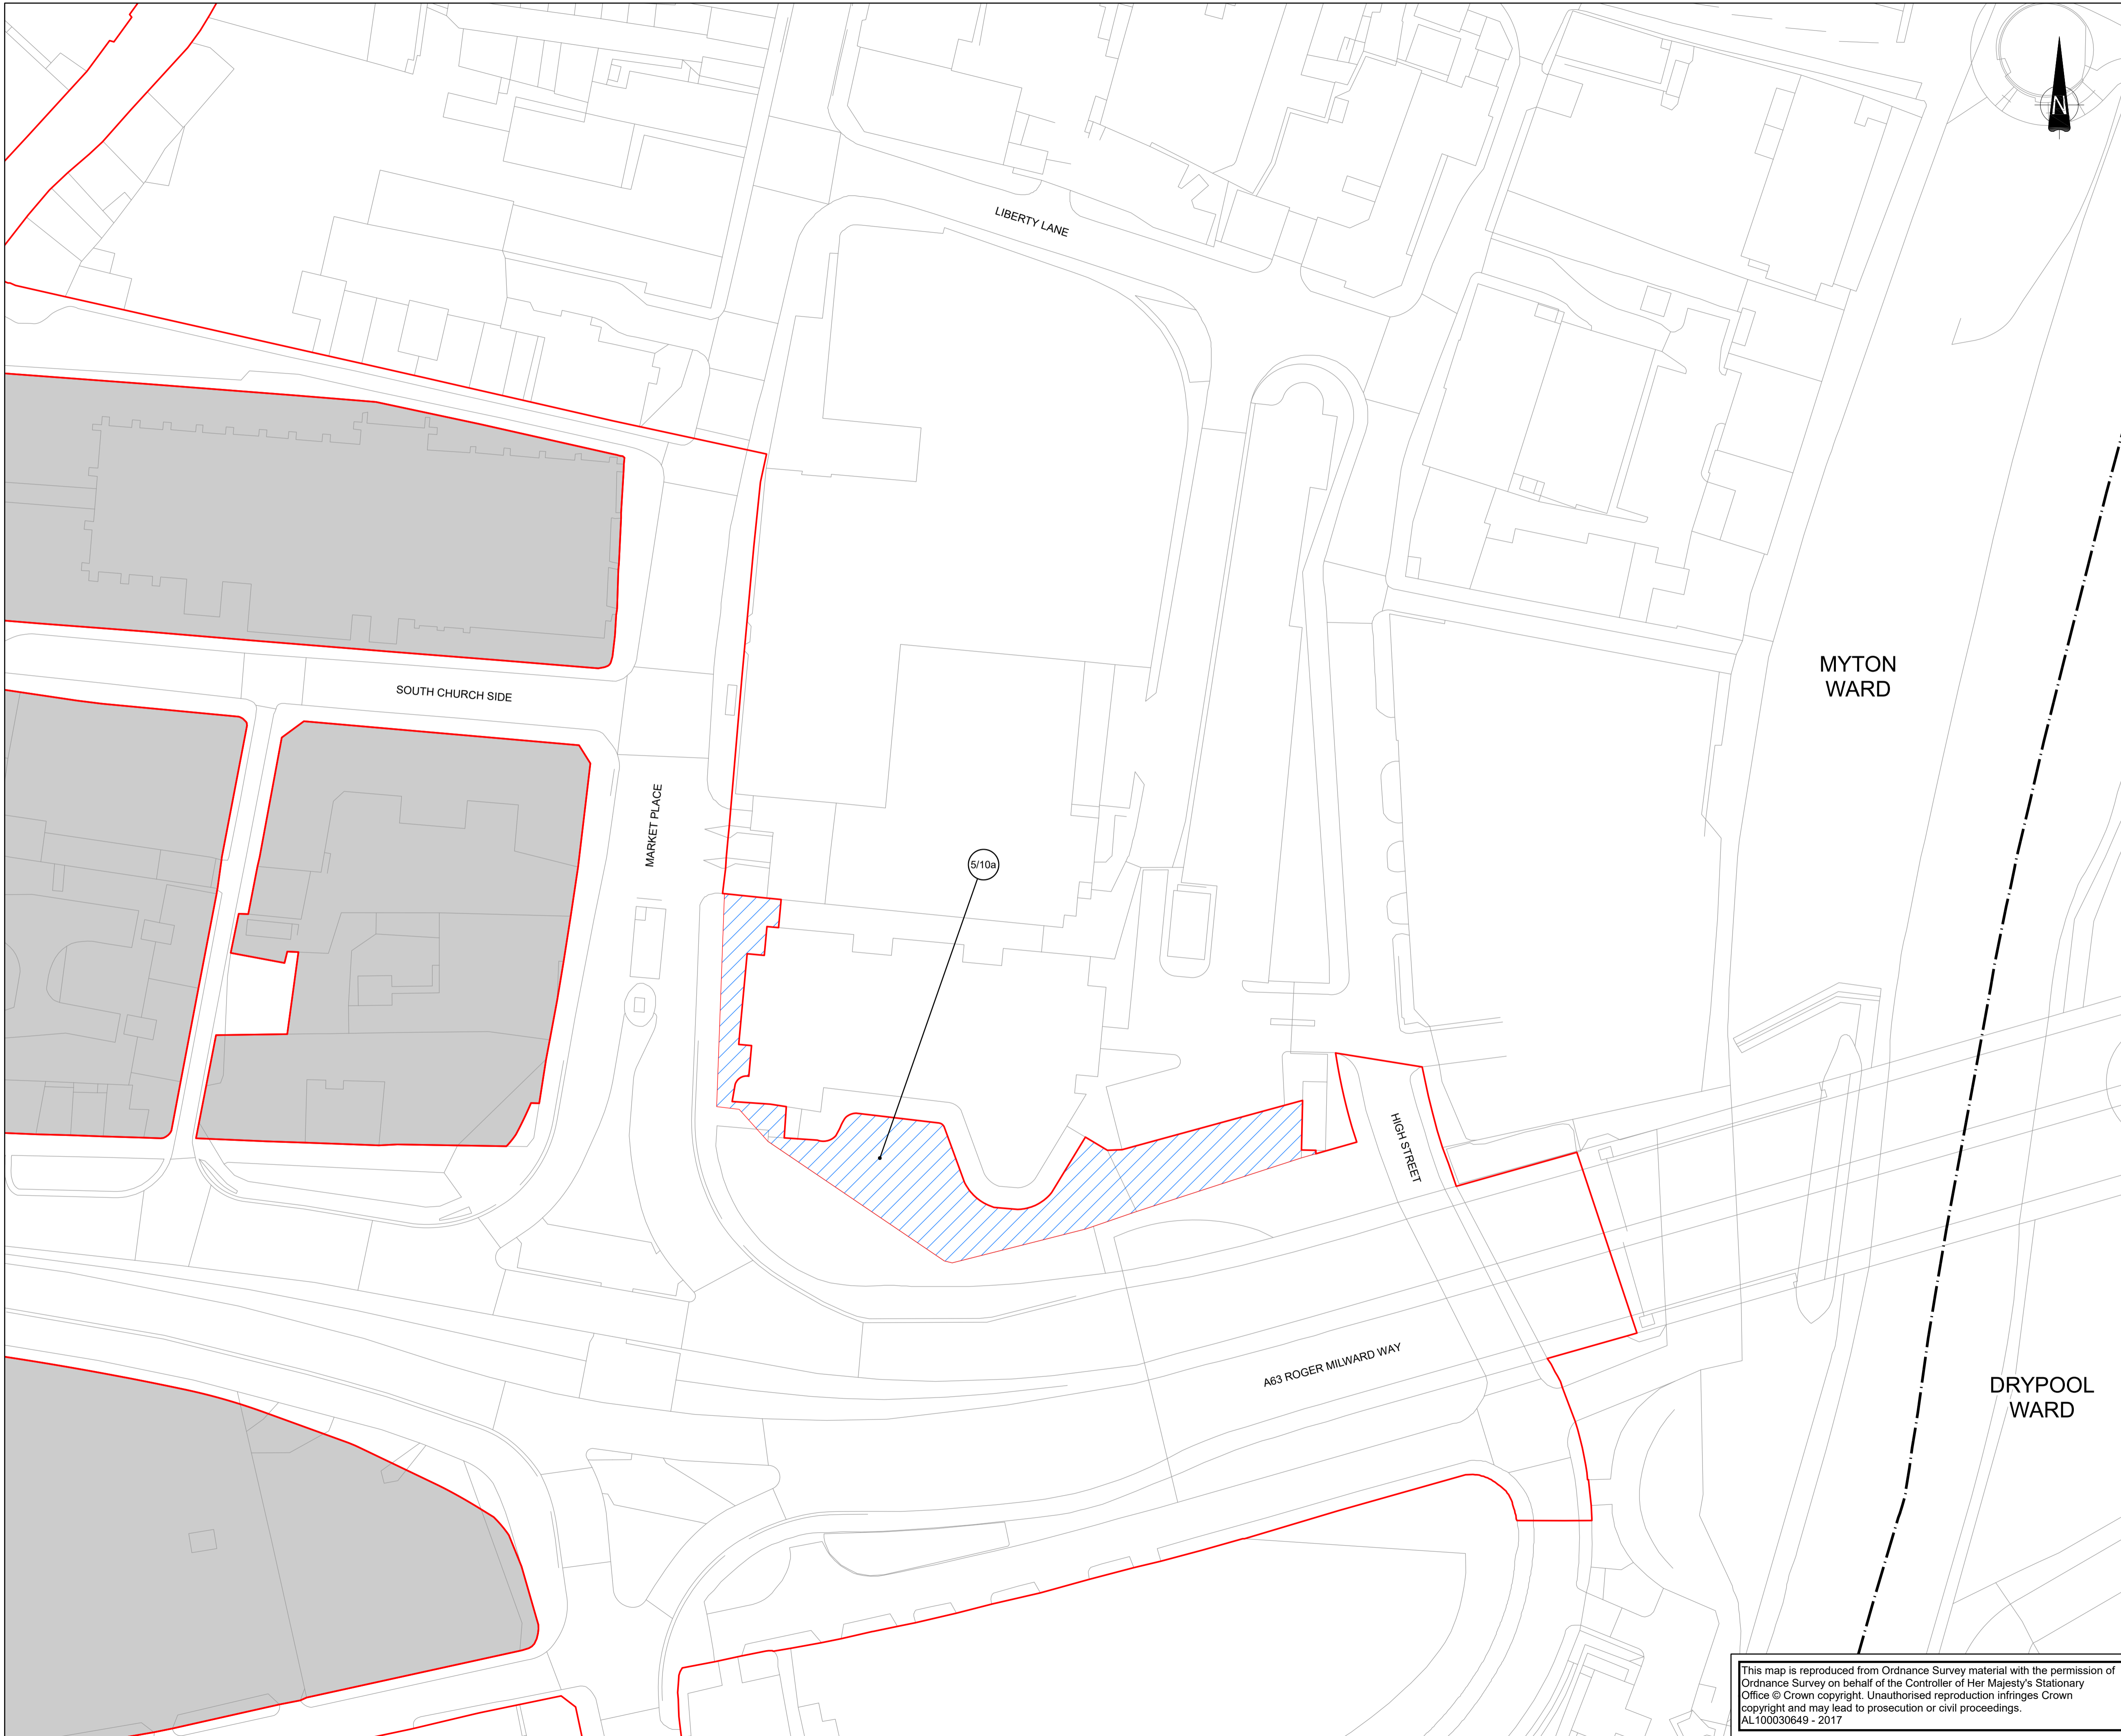 N
LIBERTY LANE
MYTON
WARD
SOUTH CHURCH SIDE
MARKET PLACE
5/10a
HIGH STREET
A63 ROGER MILWARD WAY
DRYPOOL
WARD
This map is reproduced from Ordnance Survey material with the permission of
Ordnance Survey on behalf of the Controller of Her Majesty's Stationary
Office © Crown copyright. Unauthorised reproduction infringes Crown
copyright and may lead to prosecution or civil proceedings.
AL100030649 - 2017